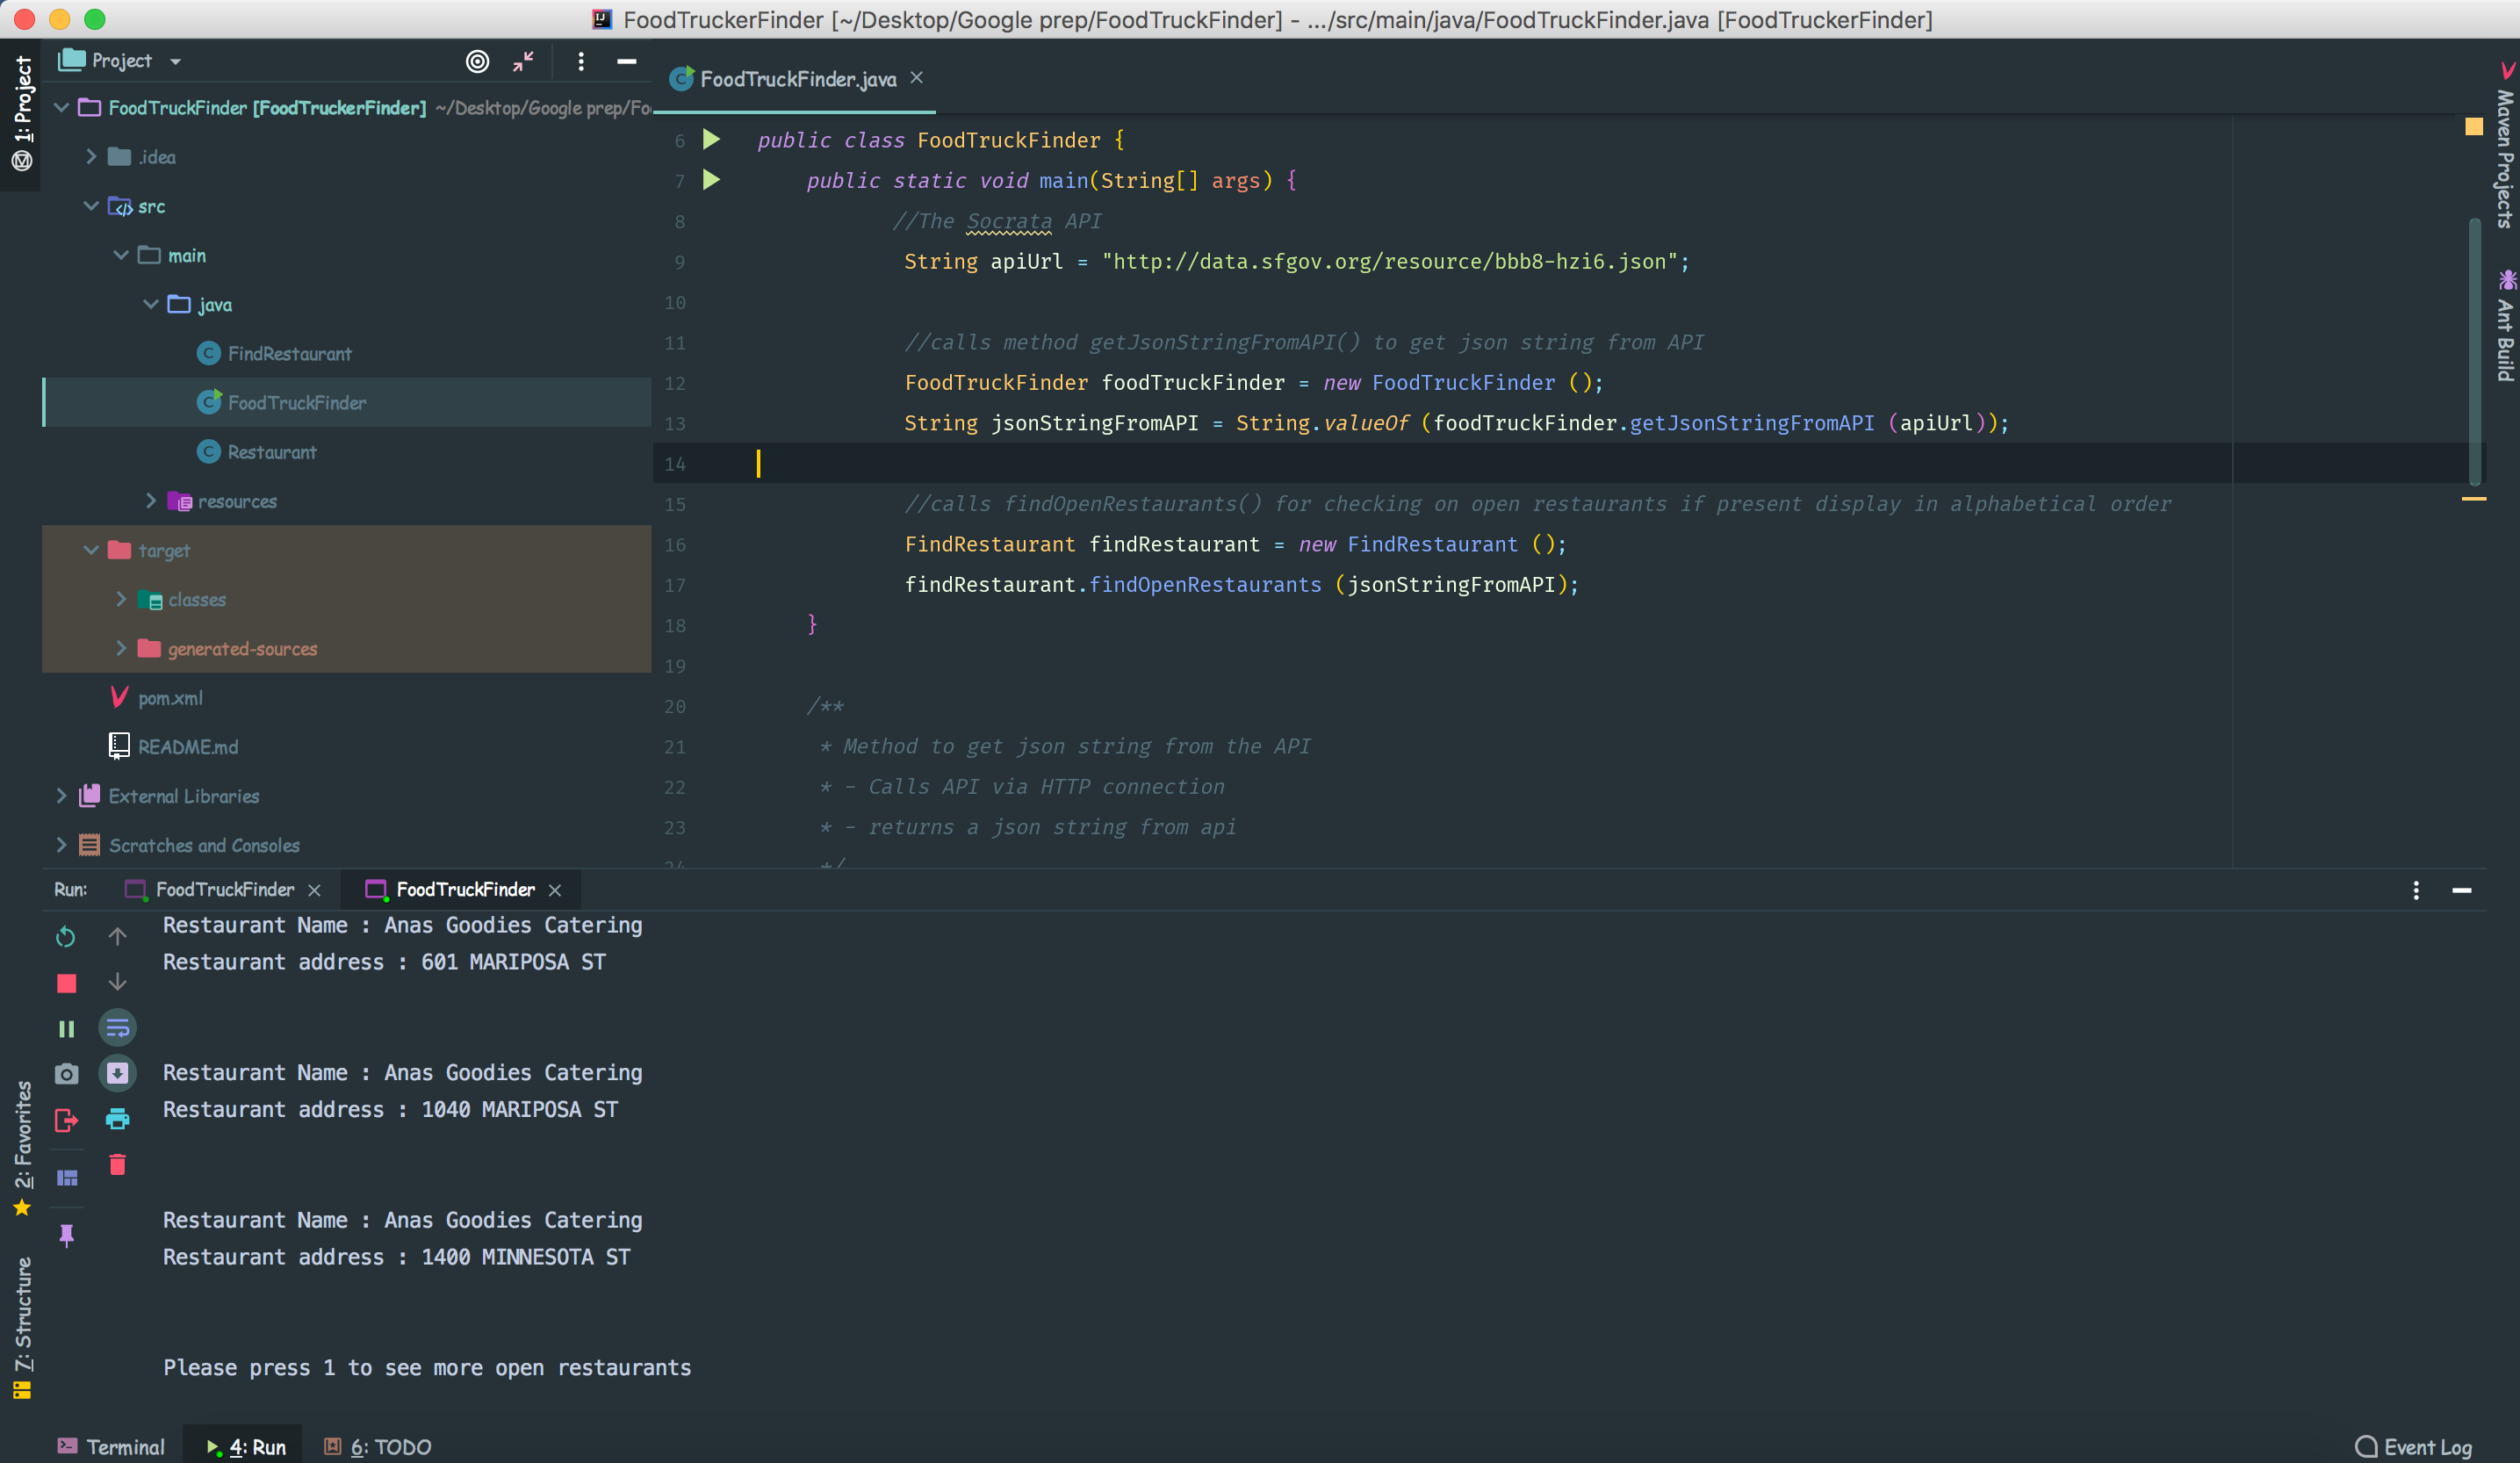 FoodTruckerFinder [~/Desktop/Google prep/FoodTruckFinder] - .../src/main/java/FoodTruckFinder.java [FoodTruckerFinder]
1: Project
Project
FoodTruckFinder [FoodTruckerFinder] ~/Desktop/Google prep/Fo
.idea
src
main
java
FindRestaurant
FoodTruckFinder
Restaurant
resources
target
classes
generated-sources
pom.xml
README.md
External Libraries
Scratches and Consoles
FoodTruckFinder.java
6 public class FoodTruckFinder {
7 public static void main(String[] args) {
8 //The Socrata API
9 String apiUrl = "http://data.sfgov.org/resource/bbb8-hzi6.json";
10
11 //calls method getJsonStringFromAPI() to get json string from API
12 FoodTruckFinder foodTruckFinder = new FoodTruckFinder ();
13 String jsonStringFromAPI = String.valueOf (foodTruckFinder.getJsonStringFromAPI (apiUrl));
14
15 //calls findOpenRestaurants() for checking on open restaurants if present display in alphabetical order
16 FindRestaurant findRestaurant = new FindRestaurant ();
17 findRestaurant.findOpenRestaurants (jsonStringFromAPI);
18 }
19
20 /**
21 * Method to get json string from the API
22 * - Calls API via HTTP connection
23 * - returns a json string from api
24 */
Maven Projects
Ant Build
Run: FoodTruckFinder FoodTruckFinder
Restaurant Name : Anas Goodies Catering
Restaurant address : 601 MARIPOSA ST
Restaurant Name : Anas Goodies Catering
Restaurant address : 1040 MARIPOSA ST
Restaurant Name : Anas Goodies Catering
Restaurant address : 1400 MINNESOTA ST
Please press 1 to see more open restaurants
2: Favorites
7: Structure
Terminal 4: Run 6: TODO Event Log